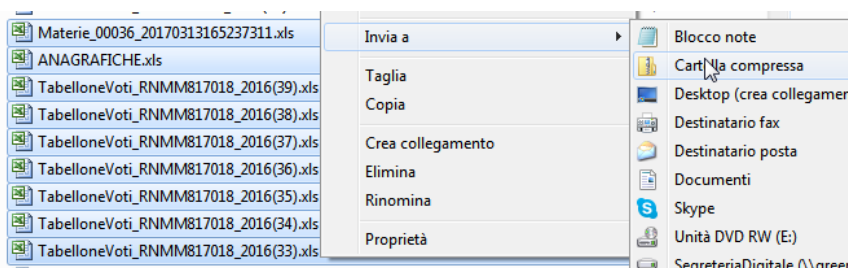 Materie_00036_20170313165237311.xls
ANAGRAFICHE.xls
TabelloneVoti_RNMM817018_2016(39).xls
TabelloneVoti_RNMM817018_2016(38).xls
TabelloneVoti_RNMM817018_2016(37).xls
TabelloneVoti_RNMM817018_2016(36).xls
TabelloneVoti_RNMM817018_2016(35).xls
TabelloneVoti_RNMM817018_2016(34).xls
TabelloneVoti_RNMM817018_2016(33).xls
Invia a
Taglia
Copia
Crea collegamento
Elimina
Rinomina
Proprietà
Blocco note
Cartella compressa
Desktop (crea collegamen
Destinatario fax
Destinatario posta
Documenti
Skype
Unità DVD RW (E:)
SegreteriaDigitale (\\green